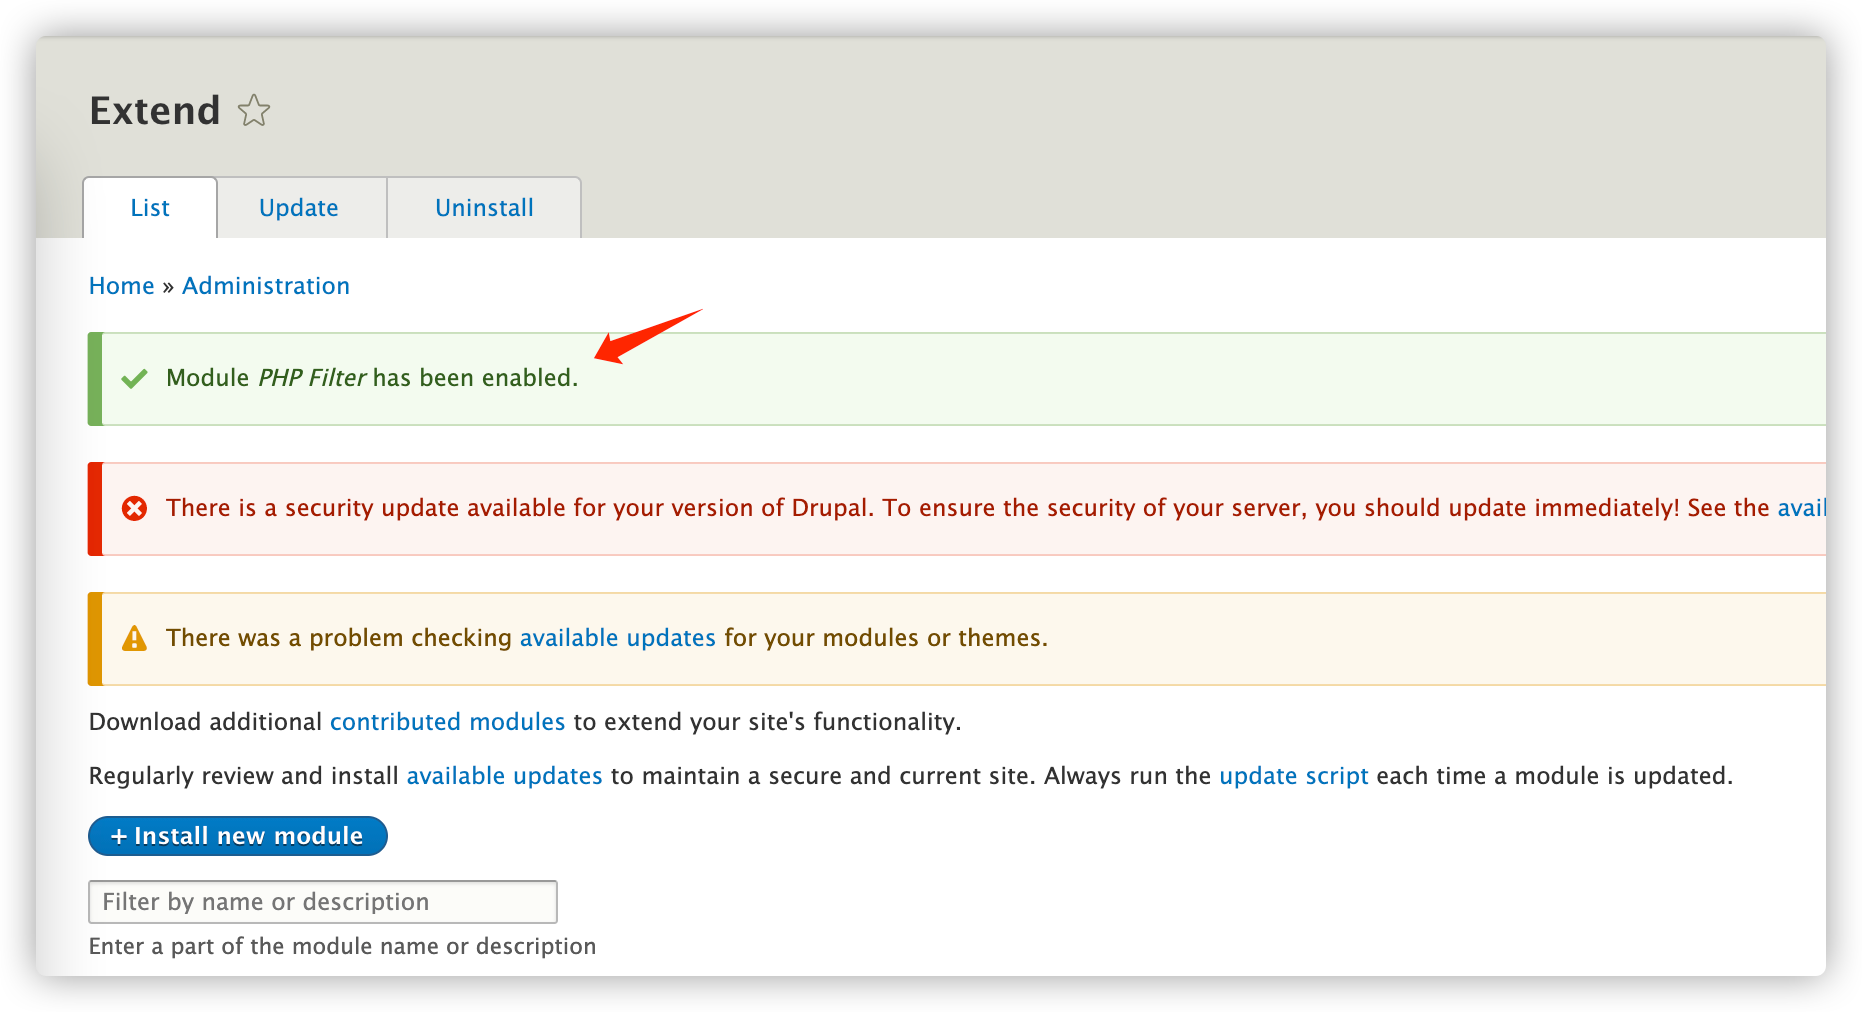 Extend
List Update Uninstall
Home » Administration
Module PHP Filter has been enabled.
There is a security update available for your version of Drupal. To ensure the security of your server, you should update immediately! See the
There was a problem checking available updates for your modules or themes.
Download additional contributed modules to extend your site's functionality.
Regularly review and install available updates to maintain a secure and current site. Always run the update script each time a module is updated.
+ Install new module
Filter by name or description
Enter a part of the module name or description